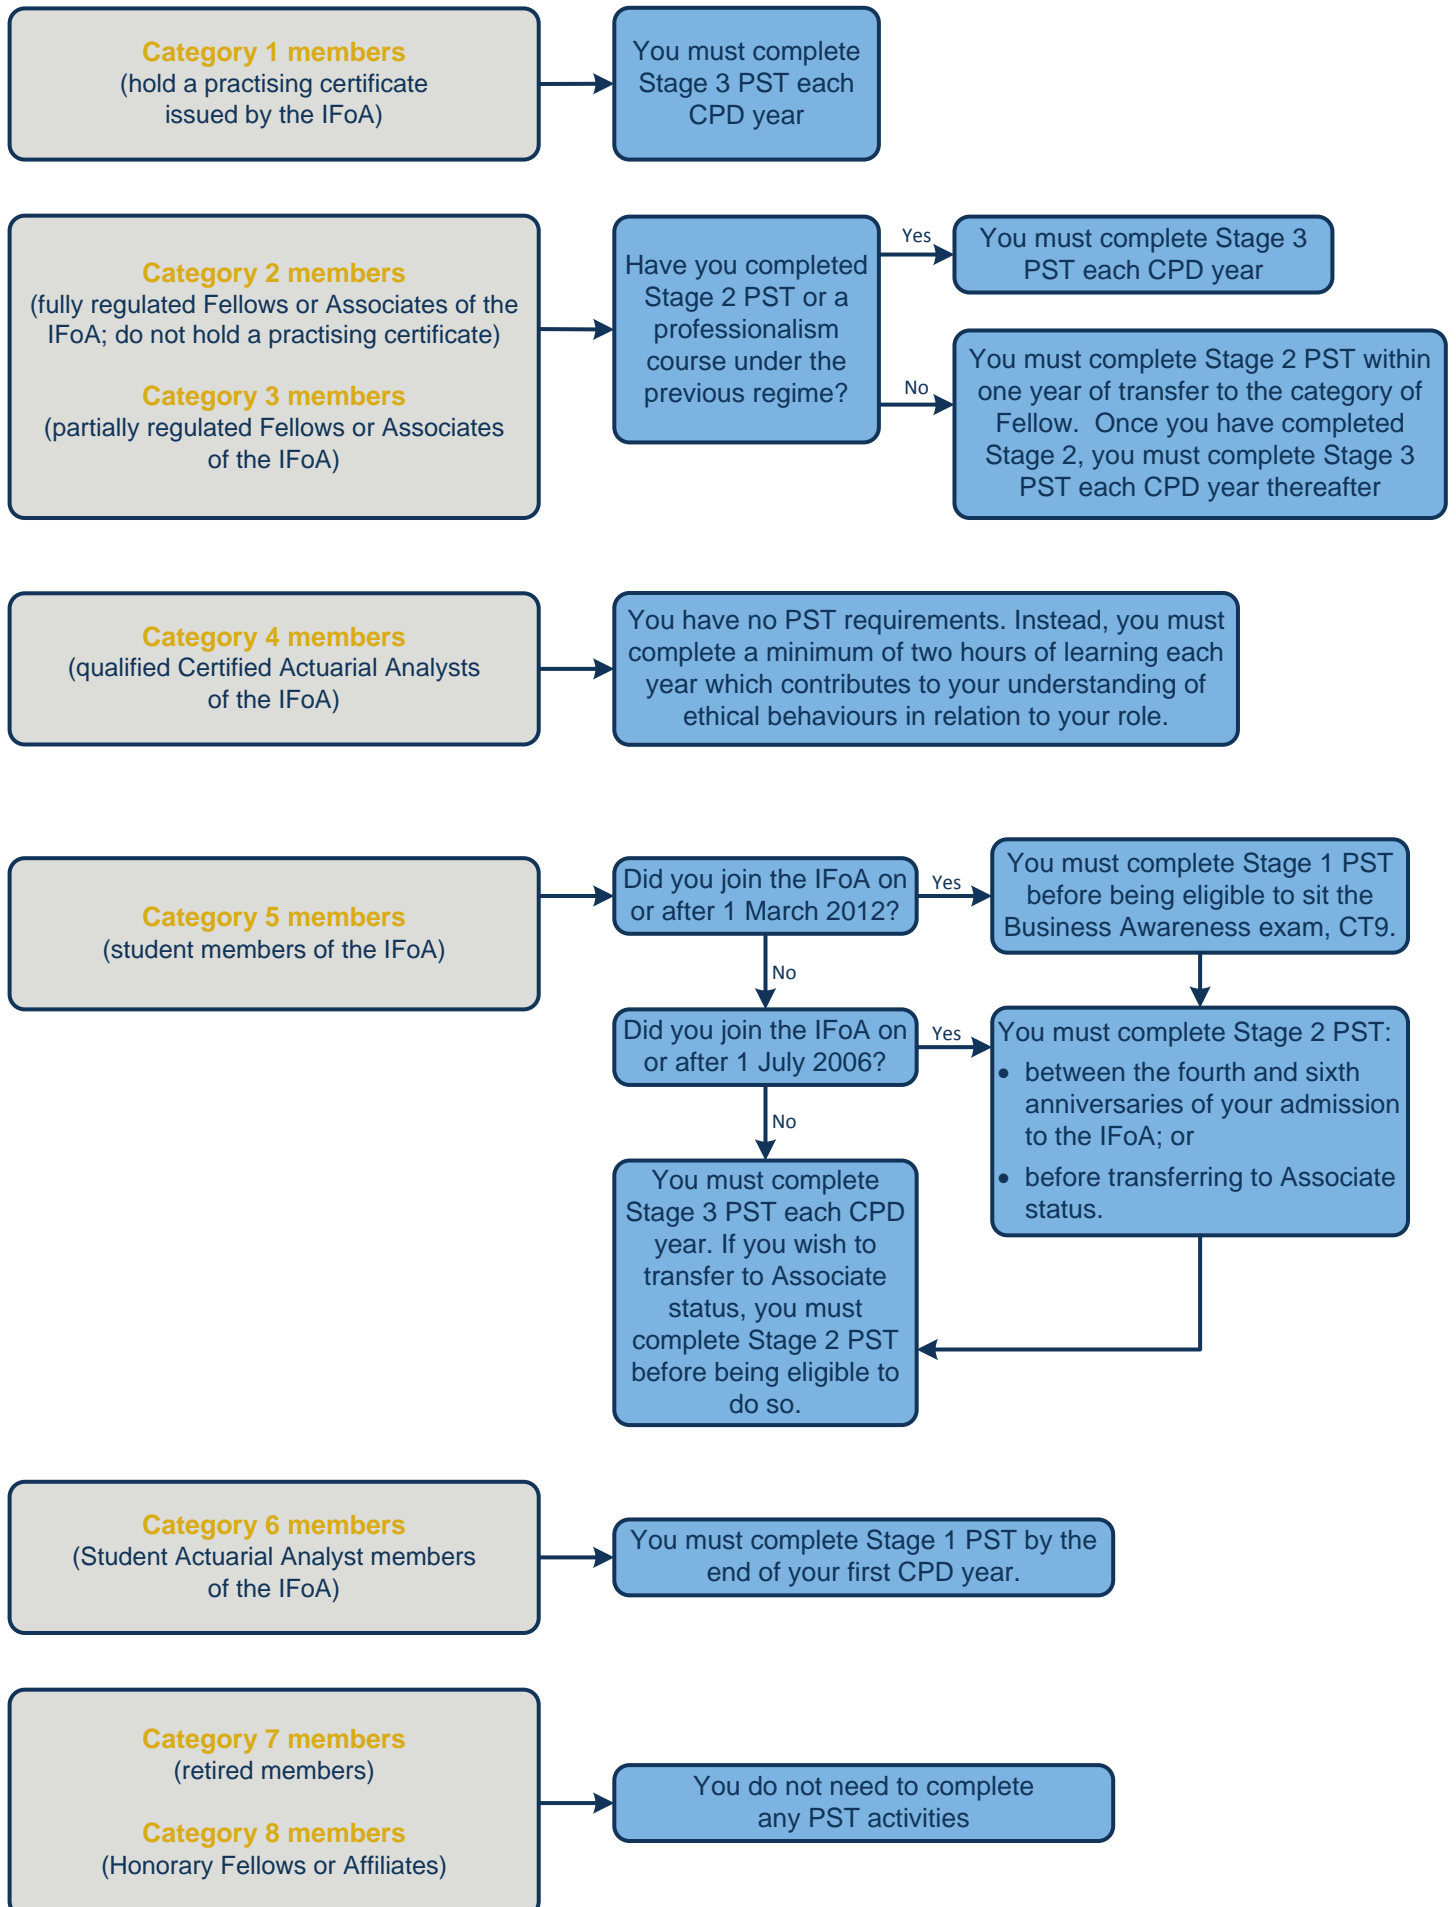 Category 1 members
(hold a practising certificate
issued by the IFoA)
You must complete
Stage 3 PST each
CPD year
Category 2 members
(fully regulated Fellows or Associates of the
IFoA; do not hold a practising certificate)
Category 3 members
(partially regulated Fellows or Associates
of the IFoA)
Have you completed
Stage 2 PST or a
professionalism
course under the
previous regime?
Yes
You must complete Stage 3
PST each CPD year
No
You must complete Stage 2 PST within
one year of transfer to the category of
Fellow.  Once you have completed
Stage 2, you must complete Stage 3
PST each CPD year thereafter
Category 4 members
(qualified Certified Actuarial Analysts
of the IFoA)
You have no PST requirements. Instead, you must
complete a minimum of two hours of learning each
year which contributes to your understanding of
ethical behaviours in relation to your role.
Category 5 members
(student members of the IFoA)
Did you join the IFoA on
or after 1 March 2012?
Yes
You must complete Stage 1 PST
before being eligible to sit the
Business Awareness exam, CT9.
No
Did you join the IFoA on
or after 1 July 2006?
Yes
You must complete Stage 2 PST:
• between the fourth and sixth
anniversaries of your admission
to the IFoA; or
• before transferring to Associate
status.
No
You must complete
Stage 3 PST each CPD
year. If you wish to
transfer to Associate
status, you must
complete Stage 2 PST
before being eligible to
do so.
Category 6 members
(Student Actuarial Analyst members
of the IFoA)
You must complete Stage 1 PST by the
end of your first CPD year.
Category 7 members
(retired members)
Category 8 members
(Honorary Fellows or Affiliates)
You do not need to complete
any PST activities